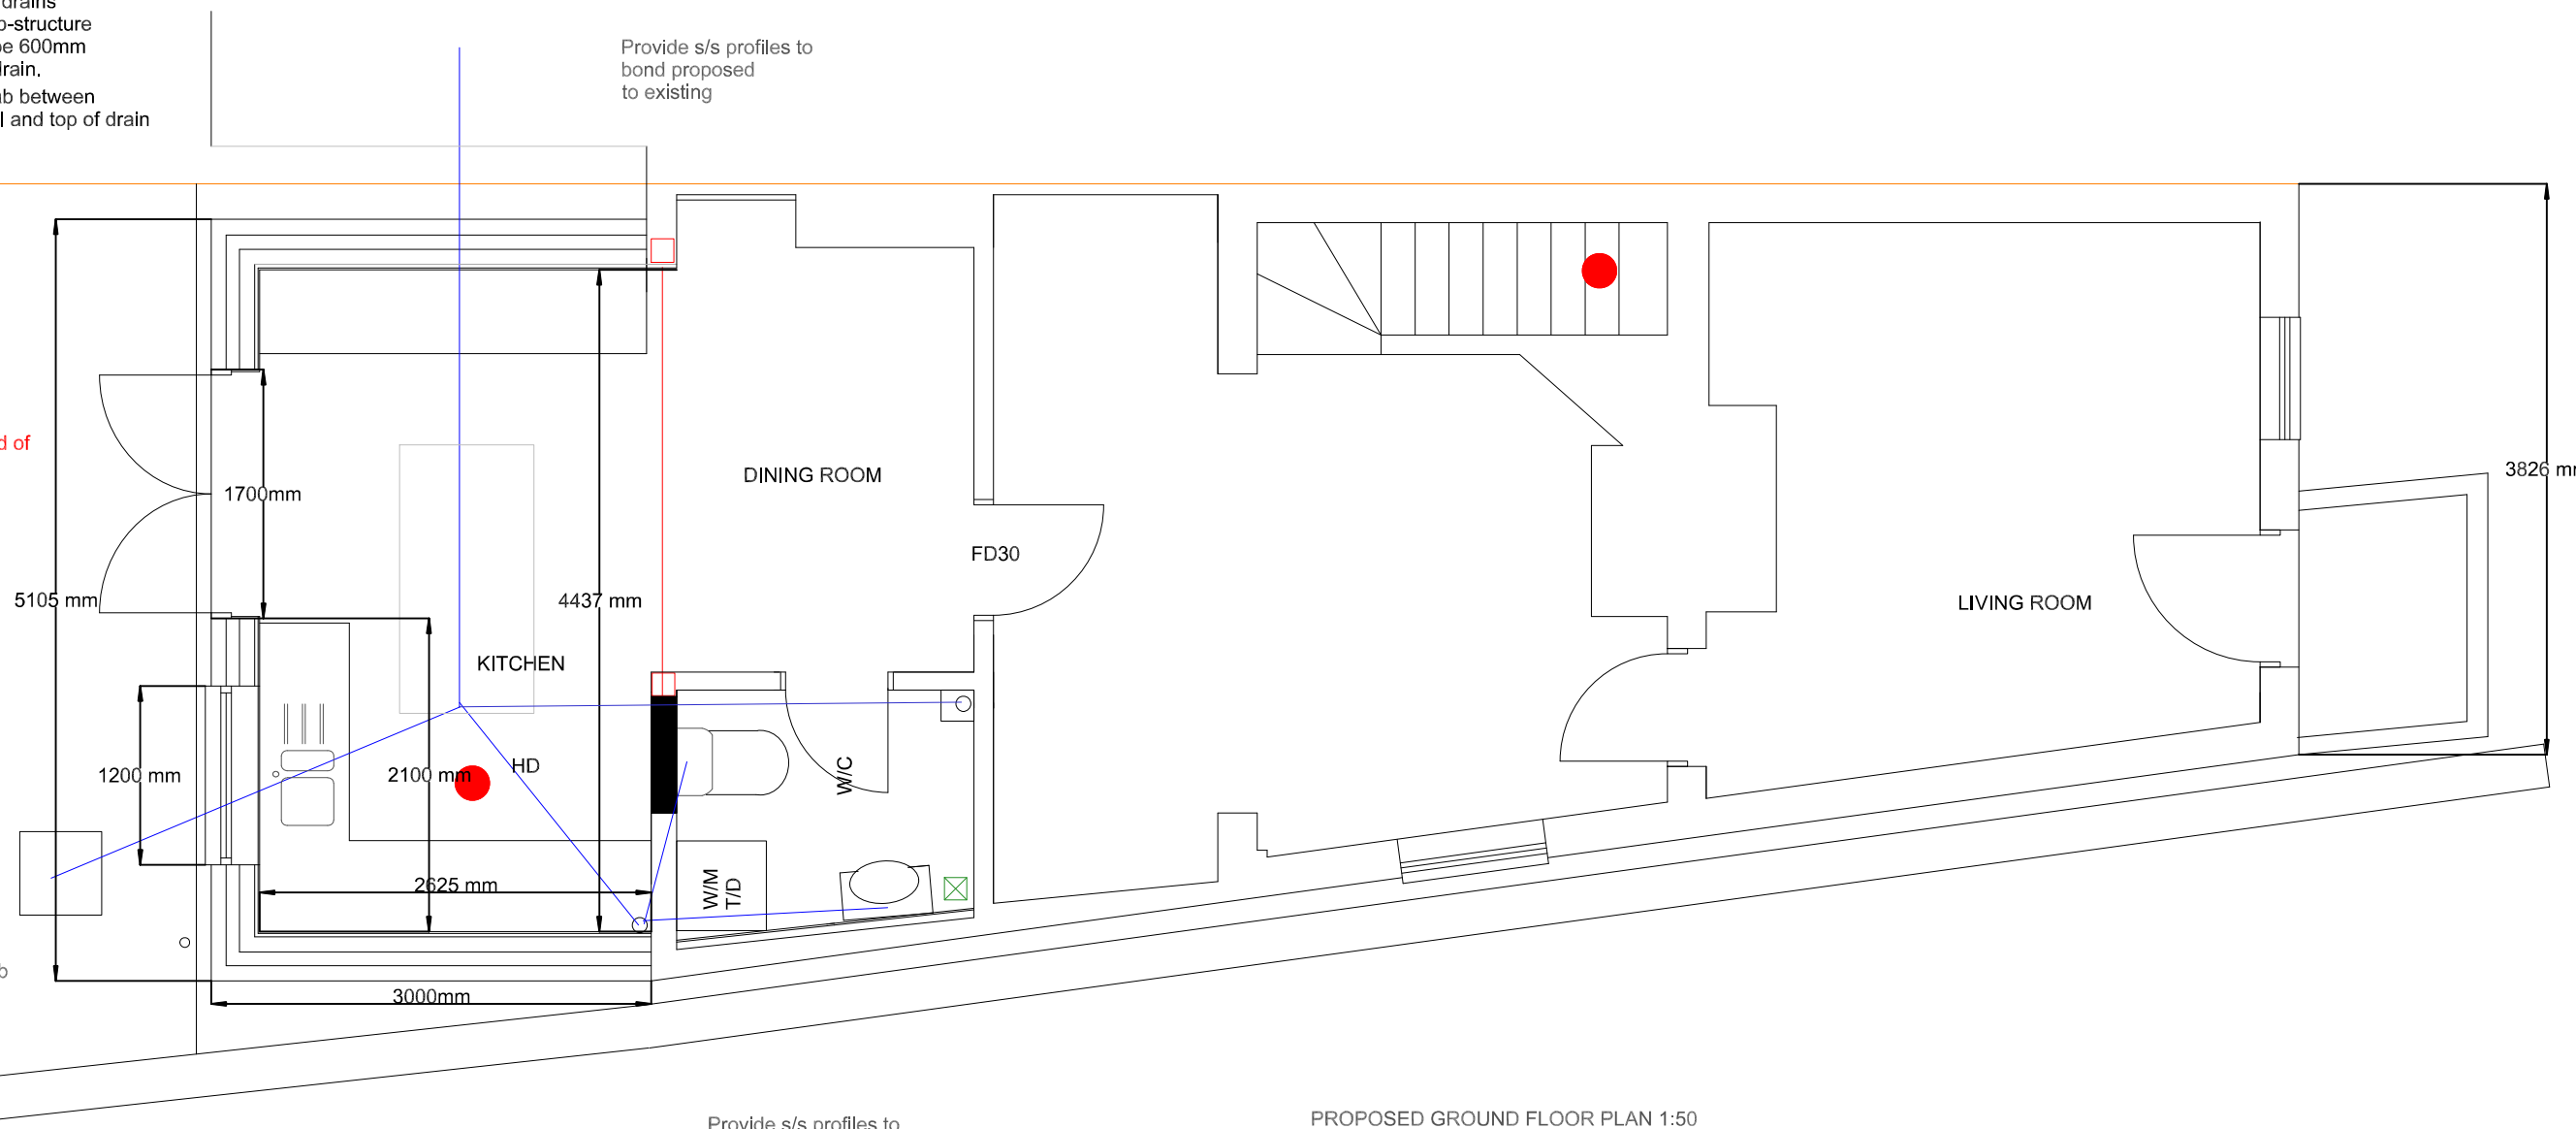 drains
-structure
e 600mm
drain.
b between
l and top of drain
Provide s/s profiles to
bond proposed
to existing
d of
1700mm
DINING ROOM
3826 m
FD30
5105 mm
4437 mm
LIVING ROOM
KITCHEN
1200 mm
2100 mm
HD
W/C
2625 mm
W/M
T/D
b
3000mm
Provide s/s profiles to
PROPOSED GROUND FLOOR PLAN 1:50